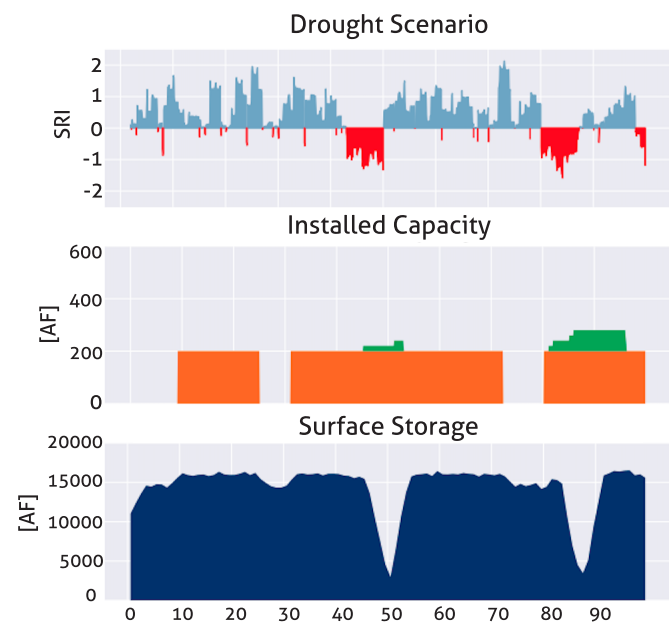 Drought Scenario
SRI
2
1
0
-1
-2
Installed Capacity
[AF]
600
400
200
0
Surface Storage
[AF]
20000
15000
10000
5000
0
0 10 20 30 40 50 60 70 80 90